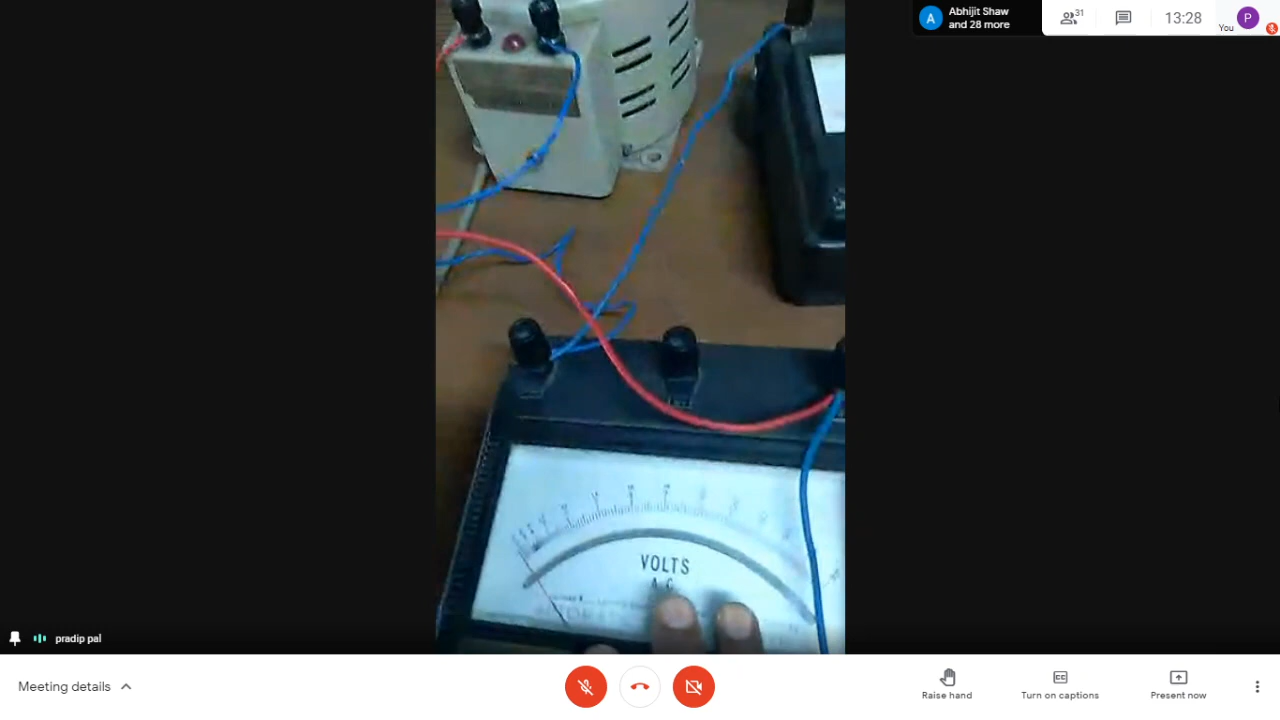 Abhijit Shaw
and 28 more
31
13:28
A
You
P
VOLTS
A.C
pradip pal
Meeting details
Raise hand
CC
Turn on captions
Present now